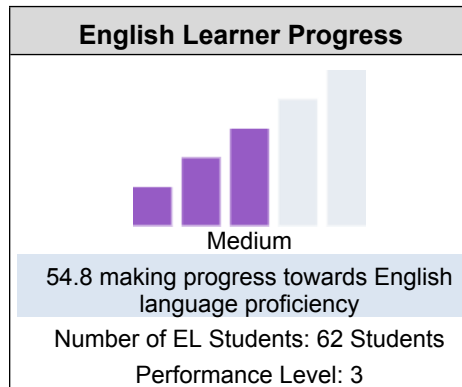 English Learner Progress
Medium
54.8 making progress towards English
language proficiency
Number of EL Students: 62 Students
Performance Level: 3